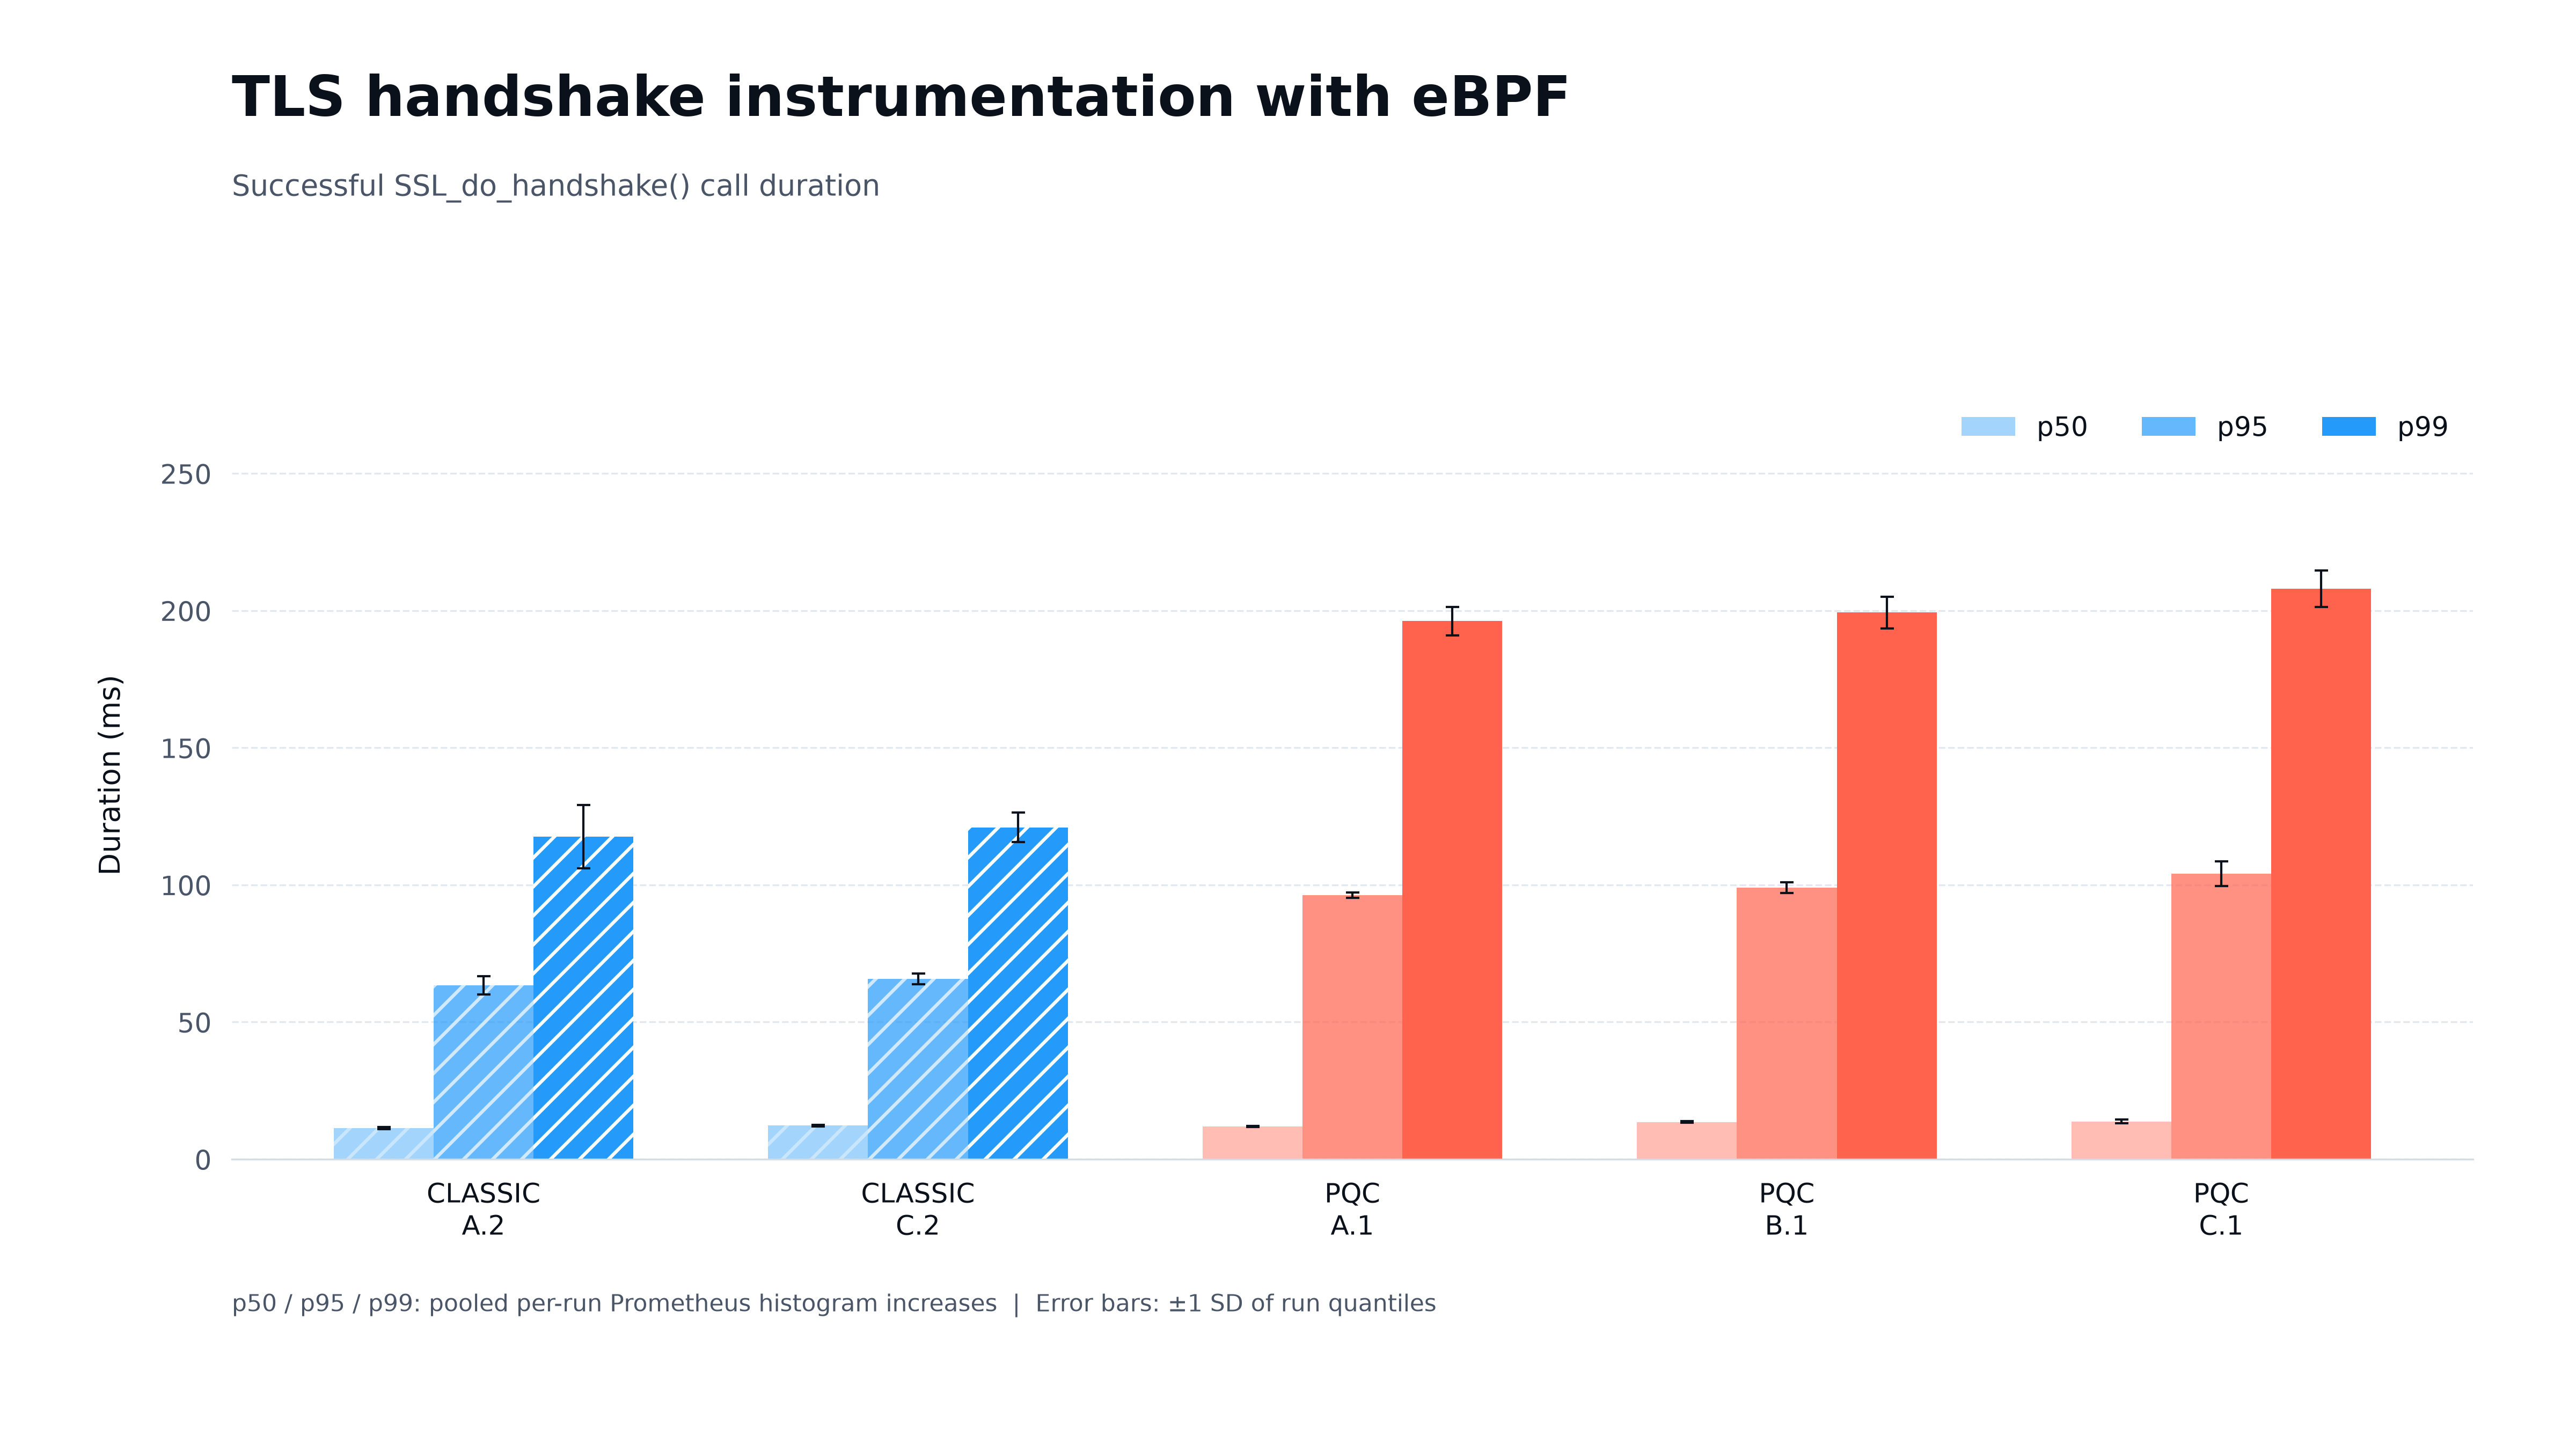 TLS handshake instrumentation with eBPF
Successful SSL_do_handshake() call duration
p50 p95 p99
250
200
150
100
50
0
Duration (ms)
CLASSIC
A.2
CLASSIC
C.2
PQC
A.1
PQC
B.1
PQC
C.1
p50 / p95 / p99: pooled per-run Prometheus histogram increases | Error bars: ±1 SD of run quantiles